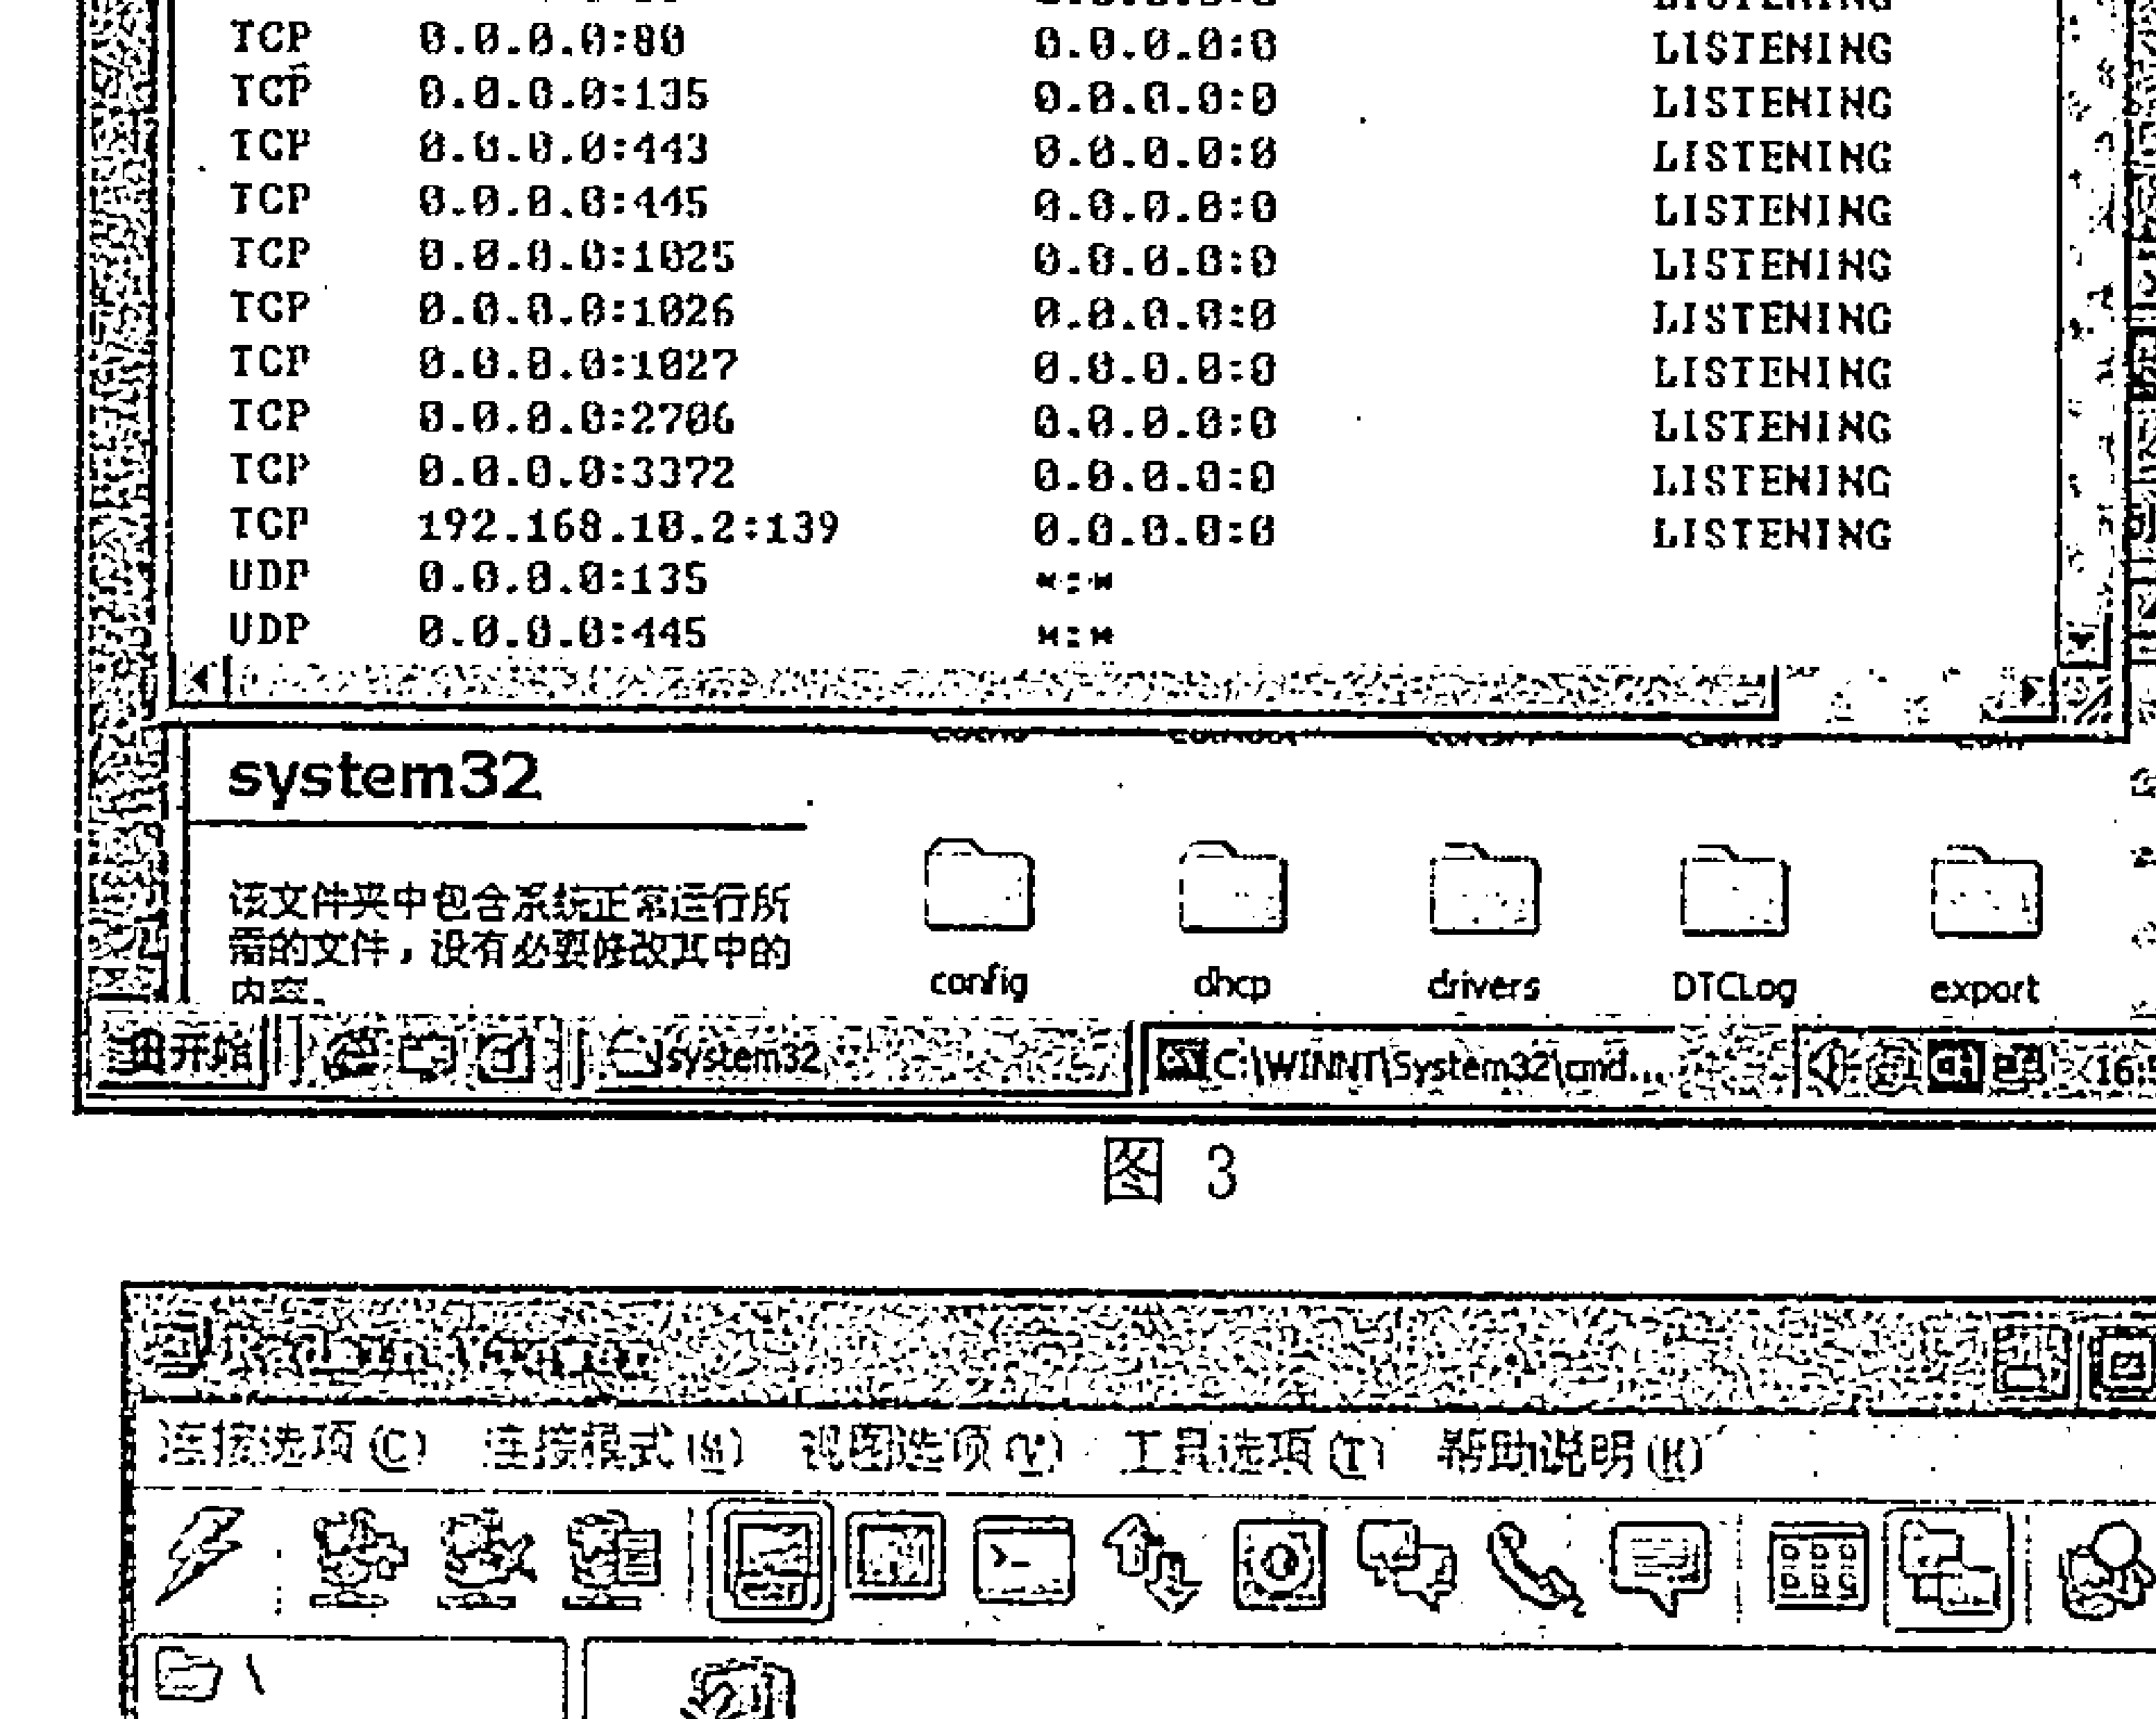 TCP 0.0.0.0:80 0.0.0.0:0 LISTENING
TCP 0.0.0.0:135 0.0.0.0:0 LISTENING
TCP 0.0.0.0:443 0.0.0.0:0 LISTENING
TCP 0.0.0.0:445 0.0.0.0:0 LISTENING
TCP 0.0.0.0:1025 0.0.0.0:0 LISTENING
TCP 0.0.0.0:1026 0.0.0.0:0 LISTENING
TCP 0.0.0.0:1027 0.0.0.0:0 LISTENING
TCP 0.0.0.0:2706 0.0.0.0:0 LISTENING
TCP 0.0.0.0:3372 0.0.0.0:0 LISTENING
TCP 192.168.10.2:139 0.0.0.0:0 LISTENING
UDP 0.0.0.0:135 *:*
UDP 0.0.0.0:445 *:*
system32
该文件夹中包含系统正常运行所
需的文件，没有必要修改其中的
内容。
config dhcp drivers DTCLog export
开始 system32 C:\WINNT\System32\cmd... CH 16:
图 3
Radmin Viewer
连接选项(C) 连接模式(M) 视图选项(V) 工具选项(T) 帮助说明(H)
\